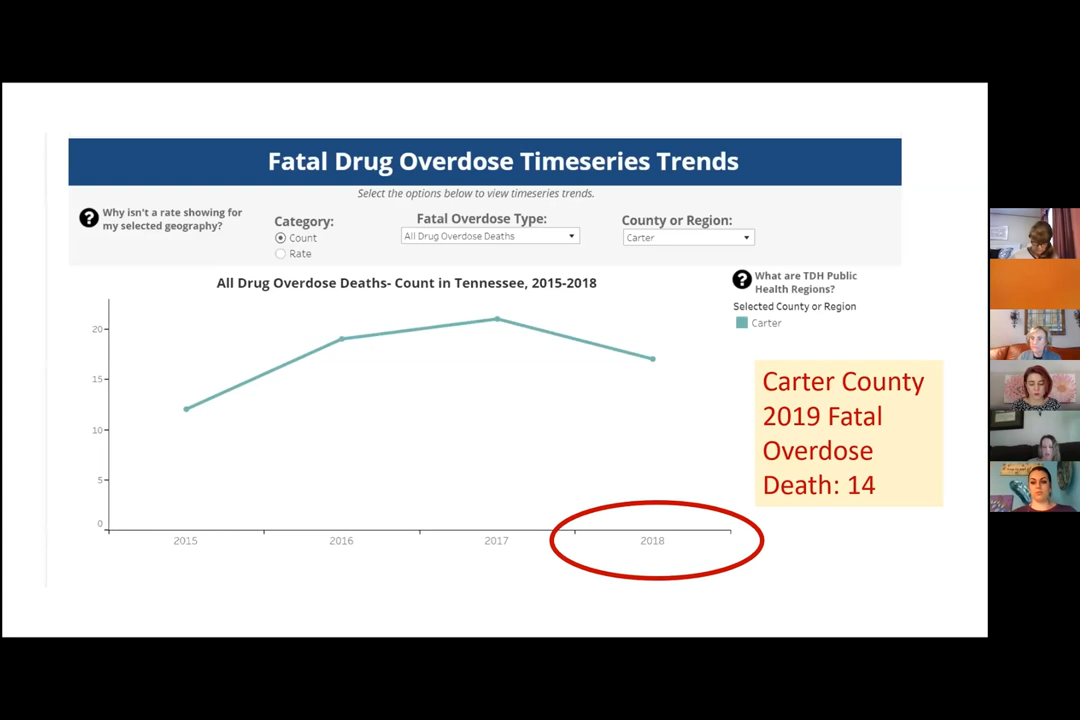 Fatal Drug Overdose Timeseries Trends
Select the options below to view timeseries trends.
Why isn't a rate showing for
my selected geography?
Category:
Count
Rate
Fatal Overdose Type:
All Drug Overdose Deaths
County or Region:
Carter
All Drug Overdose Deaths- Count in Tennessee, 2015-2018
What are TDH Public
Health Regions?
Selected County or Region
Carter
20
15
10
5
0
2015
2016
2017
2018
Carter County
2019 Fatal
Overdose
Death: 14